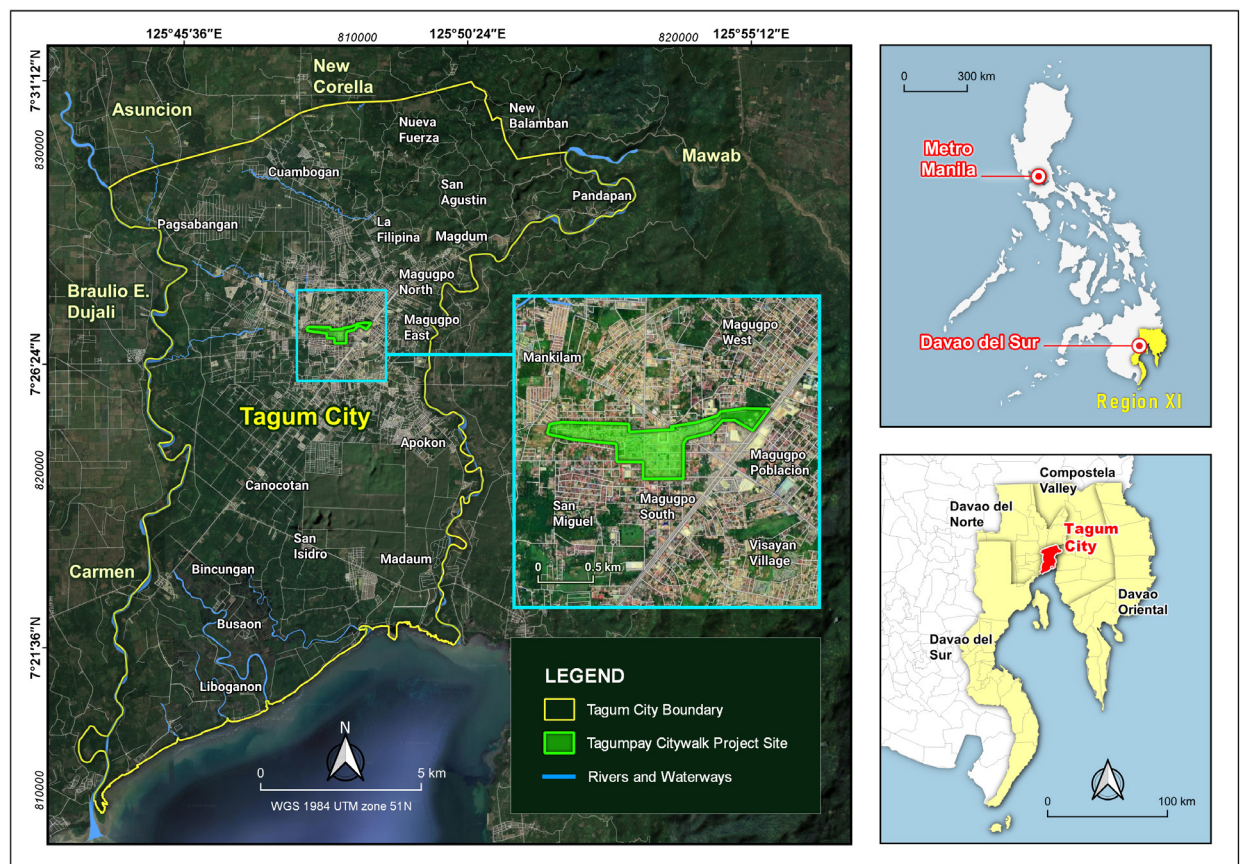 125°45'36"E
810000
125°50'24"E
820000
125°55'12"E
7°31'12"N
830000
7°26'24"N
820000
7°21'36"N
810000
New
Corella
Asuncion
Nueva
Fuerza
New
Balamban
Mawab
Cuambogan
San
Agustin
Pandapan
Pagsabangan
La
Filipina
Magdum
Magugpo
North
Braulio E.
Dujali
Magugpo
East
Tagum City
Apokon
Canocotan
San
Isidro
Madaum
Carmen
Bincungan
Busaon
Liboganon
N
0 5 km
WGS 1984 UTM zone 51N
Magugpo
West
Mankilam
Magugpo
Poblacion
San
Miguel
Magugpo
South
Visayan
Village
0 0.5 km
LEGEND
Tagum City Boundary
Tagumpay Citywalk Project Site
Rivers and Waterways
0 300 km
Metro
Manila
Davao del Sur
Region XI
Compostela
Valley
Davao del
Norte
Tagum
City
Davao
Oriental
Davao del
Sur
0 100 km